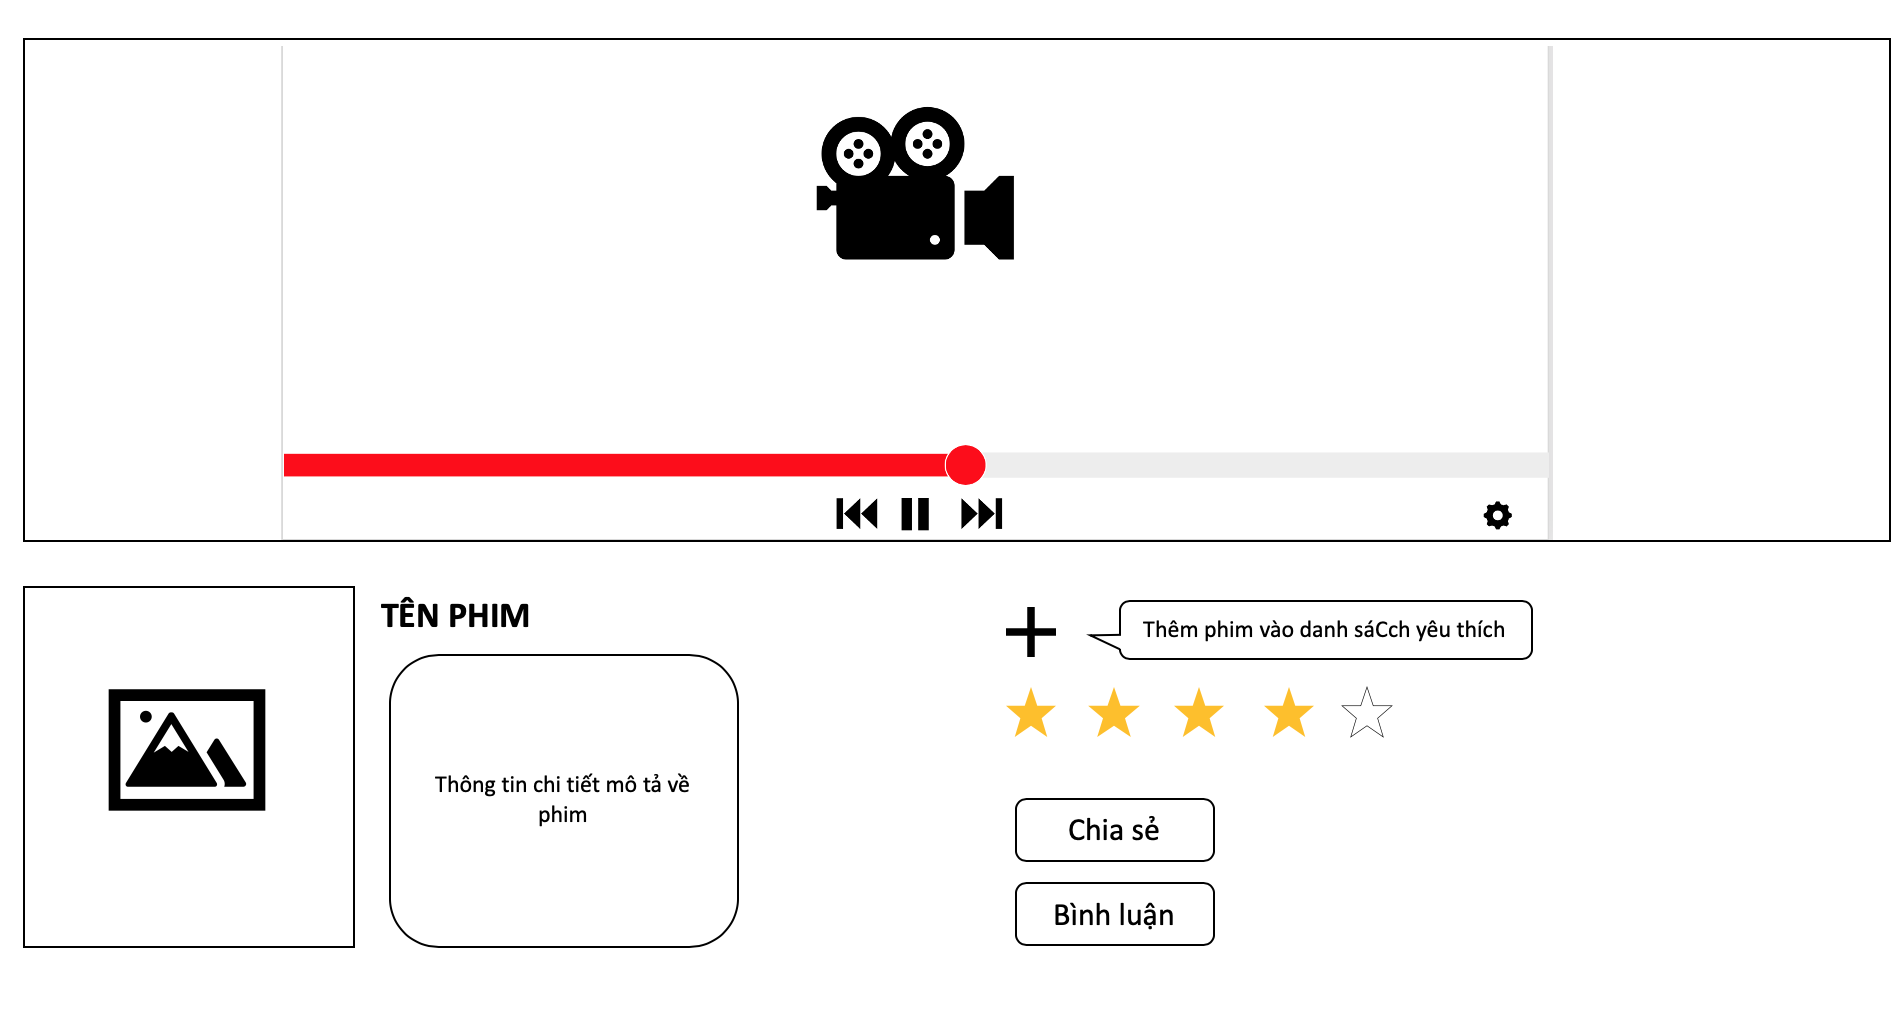 TÊN PHIM
Thêm phim vào danh sáCch yêu thích
Thông tin chi tiết mô tả về
phim
Chia sẻ
Bình luận